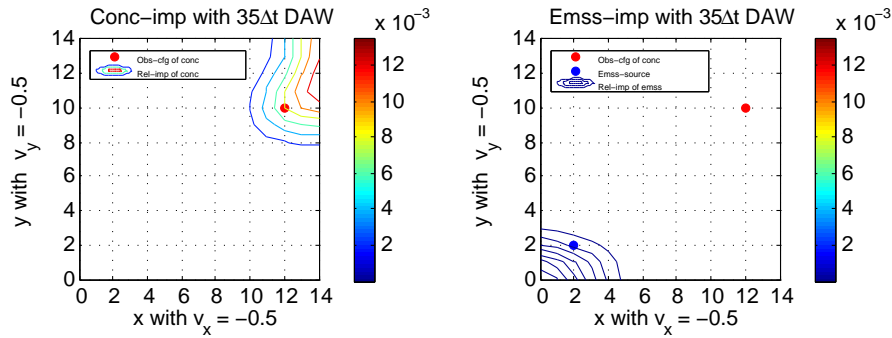 Conc−imp with 35Δt DAW
x 10^−3
14
12
10
8
6
4
2
0
0 2 4 6 8 10 12 14
y with v_y = −0.5
x with v_x = −0.5
Obs−cfg of conc
Rel−imp of conc
12
10
8
6
4
2
Emss−imp with 35Δt DAW
x 10^−3
14
12
10
8
6
4
2
0
0 2 4 6 8 10 12 14
y with v_y = −0.5
x with v_x = −0.5
Obs−cfg of conc
Emss−source
Rel−imp of emss
12
10
8
6
4
2